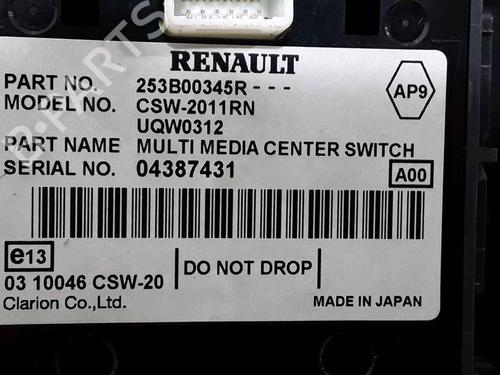 RENAULT
PART NO. 253B00345R - - -
MODEL NO. CSW-2011RN
UQW0312
AP9
PART NAME MULTI MEDIA CENTER SWITCH
SERIAL NO. 04387431
A00
e13
DO NOT DROP
03 10046 CSW-20
Clarion Co.,Ltd.
MADE IN JAPAN
B-PARTS